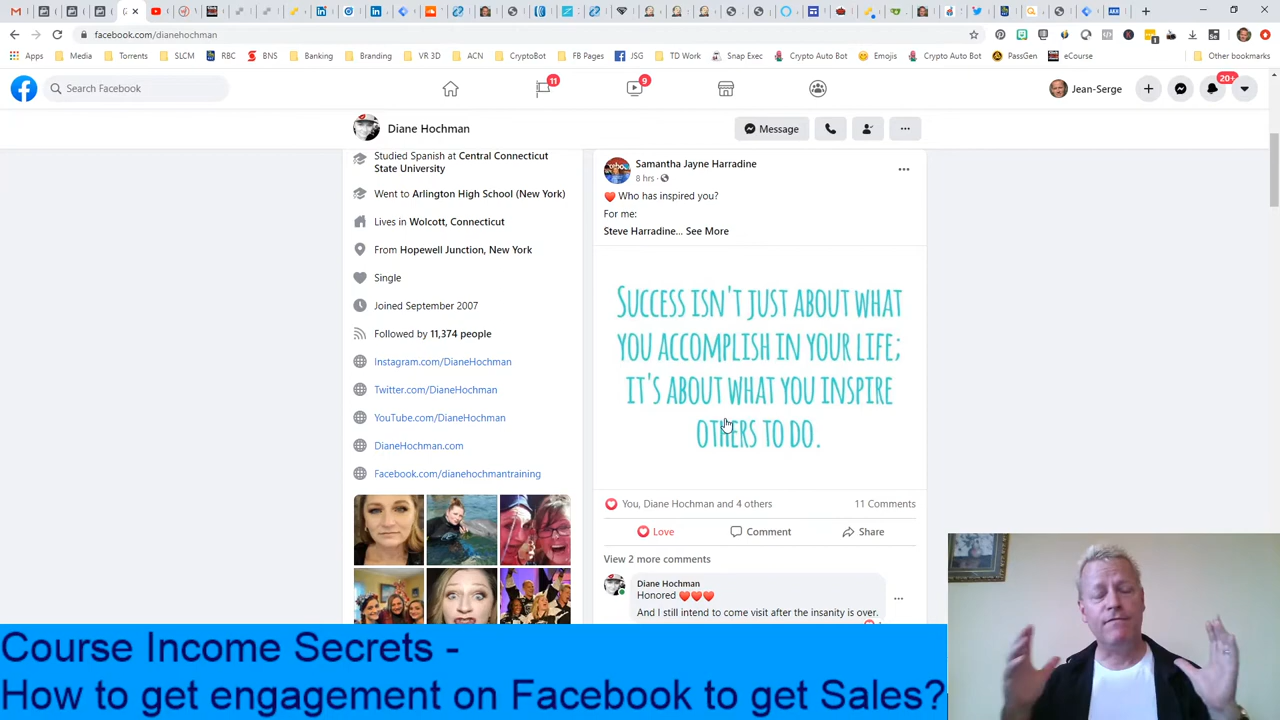 facebook.com/dianehochman
Apps
Media
Torrents
SLCM
RBC
BNS
Banking
Branding
VR 3D
ACN
CryptoBot
FB Pages
JSG
TD Work
Snap Exec
Crypto Auto Bot
Emojis
Crypto Auto Bot
PassGen
eCourse
Other bookmarks
Search Facebook
11
9
Jean-Serge
20+
Diane Hochman
Message
Studied Spanish at Central Connecticut
State University
Went to Arlington High School (New York)
Lives in Wolcott, Connecticut
From Hopewell Junction, New York
Single
Joined September 2007
Followed by 11,374 people
Instagram.com/DianeHochman
Twitter.com/DianeHochman
YouTube.com/DianeHochman
DianeHochman.com
Facebook.com/dianehochmantraining
Samantha Jayne Harradine
8 hrs ·
❤️ Who has inspired you?
For me:
Steve Harradine... See More
SUCCESS ISN'T JUST ABOUT WHAT
YOU ACCOMPLISH IN YOUR LIFE;
IT'S ABOUT WHAT YOU INSPIRE
OTHERS TO DO.
You, Diane Hochman and 4 others
11 Comments
Love
Comment
Share
View 2 more comments
Diane Hochman
Honored ❤️❤️❤️
And I still intend to come visit after the insanity is over.
Course Income Secrets -
How to get engagement on Facebook to get Sales?